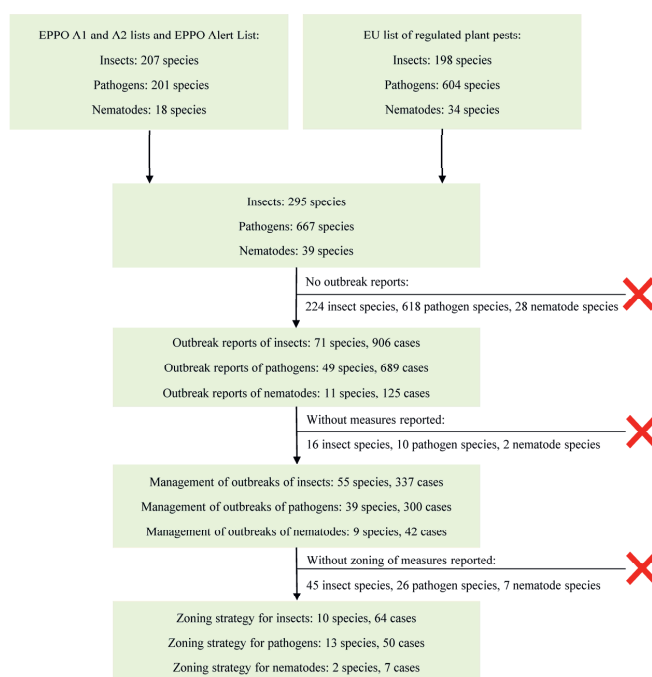 EPPO A1 and A2 lists and EPPO Alert List:
Insects: 207 species
Pathogens: 201 species
Nematodes: 18 species
EU list of regulated plant pests:
Insects: 198 species
Pathogens: 604 species
Nematodes: 34 species
Insects: 295 species
Pathogens: 667 species
Nematodes: 39 species
No outbreak reports:
224 insect species, 618 pathogen species, 28 nematode species
Outbreak reports of insects: 71 species, 906 cases
Outbreak reports of pathogens: 49 species, 689 cases
Outbreak reports of nematodes: 11 species, 125 cases
Without measures reported:
16 insect species, 10 pathogen species, 2 nematode species
Management of outbreaks of insects: 55 species, 337 cases
Management of outbreaks of pathogens: 39 species, 300 cases
Management of outbreaks of nematodes: 9 species, 42 cases
Without zoning of measures reported:
45 insect species, 26 pathogen species, 7 nematode species
Zoning strategy for insects: 10 species, 64 cases
Zoning strategy for pathogens: 13 species, 50 cases
Zoning strategy for nematodes: 2 species, 7 cases